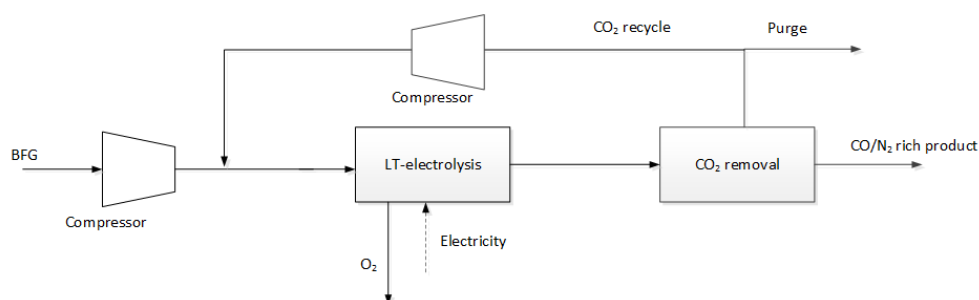 CO₂ recycle
Purge
Compressor
BFG
LT-electrolysis
CO₂ removal
CO/N₂ rich product
Compressor
Electricity
O₂